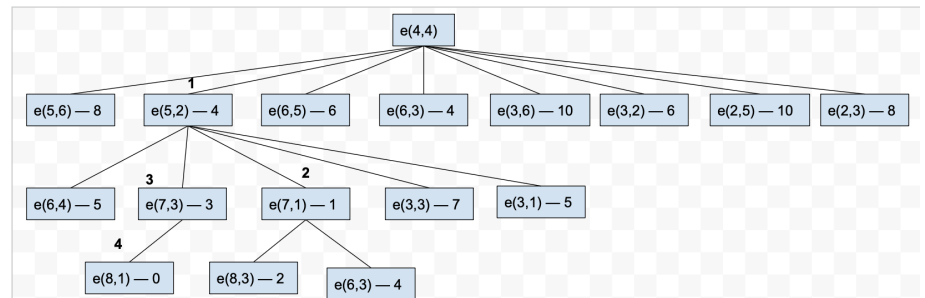 e(4,4)
1
e(5,6) — 8
e(5,2) — 4
e(6,5) — 6
e(6,3) — 4
e(3,6) — 10
e(3,2) — 6
e(2,5) — 10
e(2,3) — 8
3
2
e(6,4) — 5
e(7,3) — 3
e(7,1) — 1
e(3,3) — 7
e(3,1) — 5
4
e(8,1) — 0
e(8,3) — 2
e(6,3) — 4